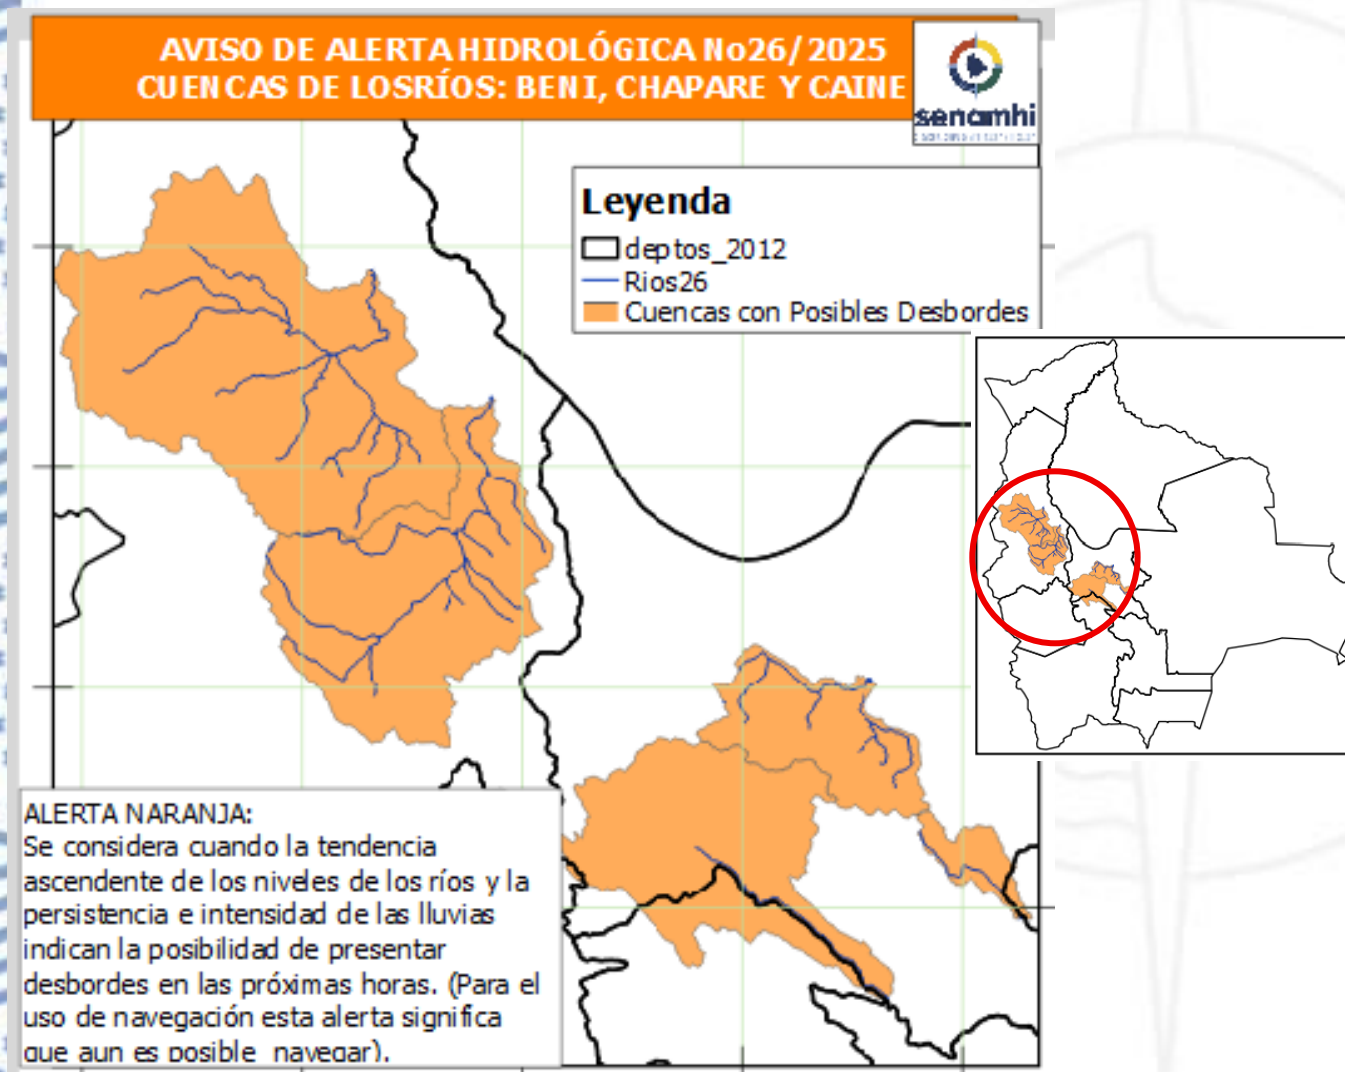 AVISO DE ALERTA HIDROLÓGICA No26/2025
CUENCAS DE LOSRÍOS: BENI, CHAPARE Y CAINE
senamhi
Leyenda
deptos_2012
Rios26
Cuencas con Posibles Desbordes
ALERTA NARANJA:
Se considera cuando la tendencia
ascendente de los niveles de los ríos y la
persistencia e intensidad de las lluvias
indican la posibilidad de presentar
desbordes en las próximas horas. (Para el
uso de navegación esta alerta significa
que aun es posible navegar).